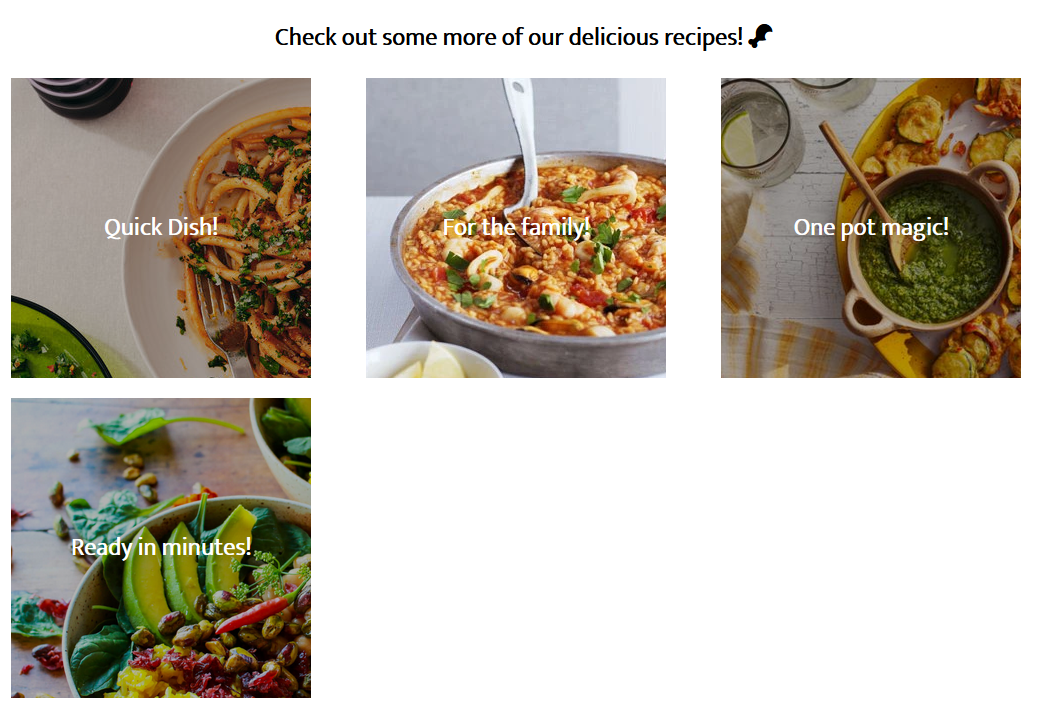 Check out some more of our delicious recipes!
Quick Dish!
For the family!
One pot magic!
Ready in minutes!